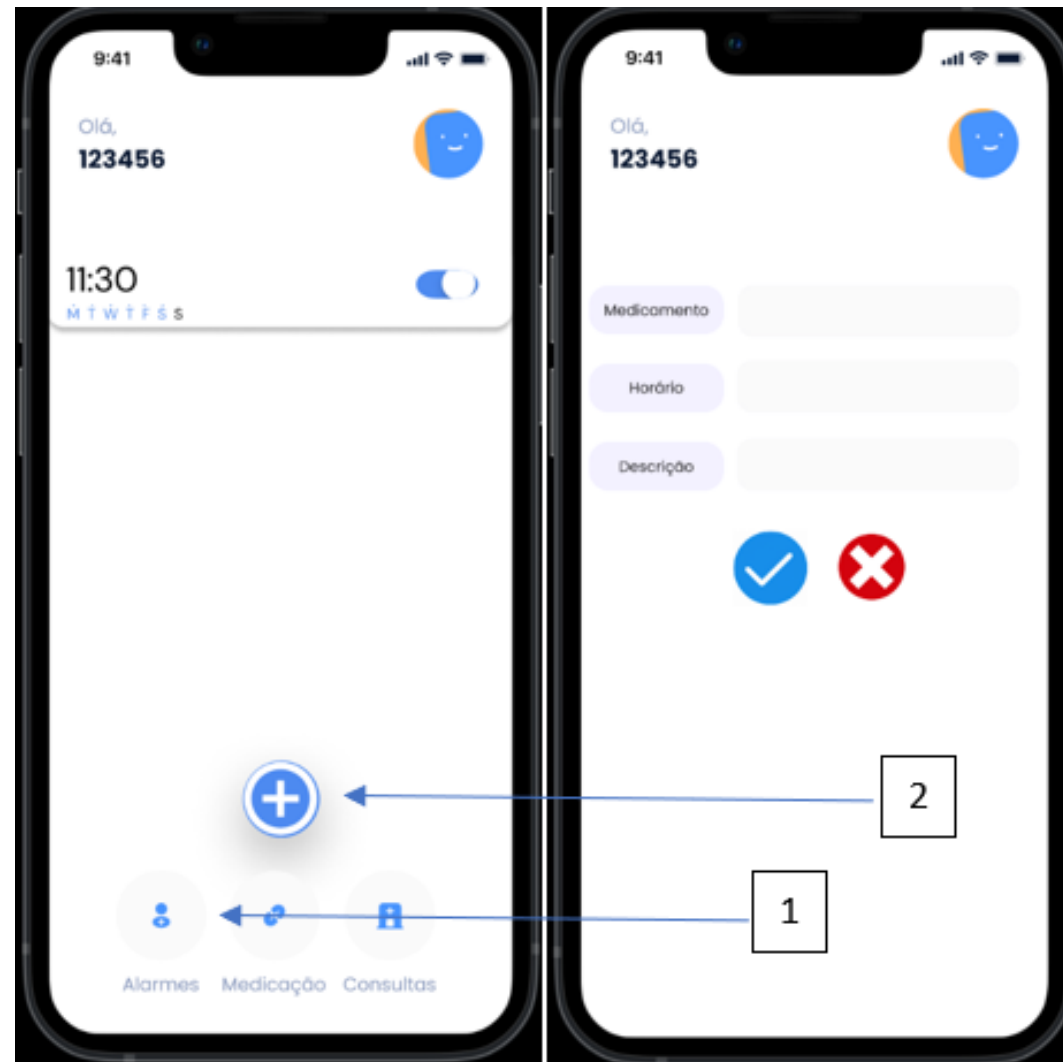 9:41
Olá,
123456
11:30
M T W T F S S
Alarmes Medicação Consultas
9:41
Olá,
123456
Medicamento
Horário
Descrição
2
1